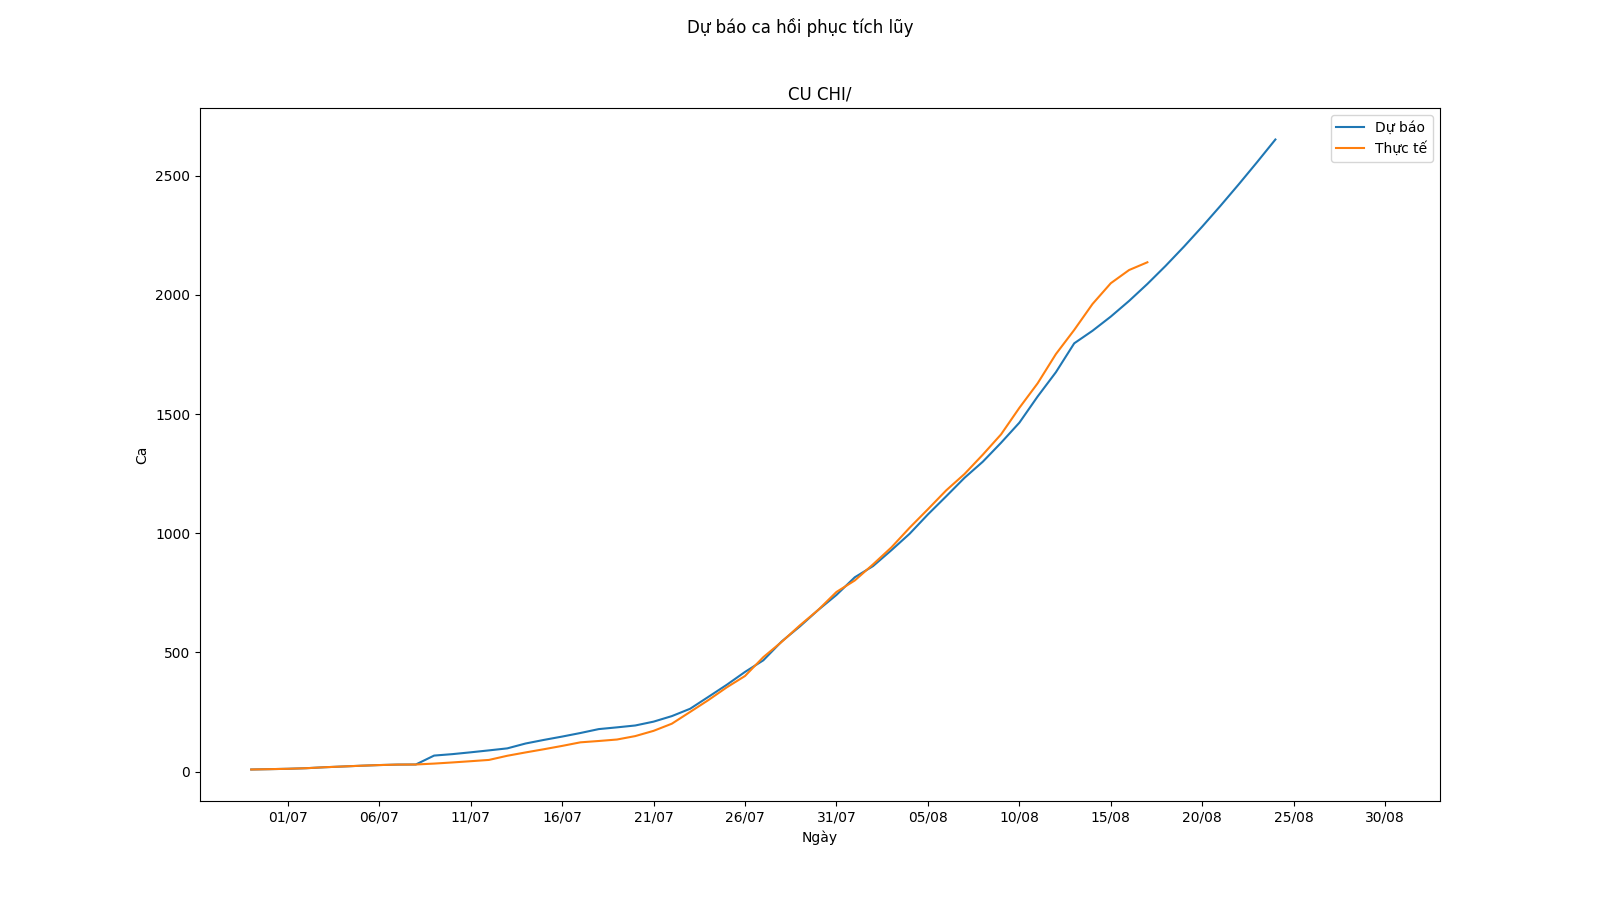 Dự báo ca hồi phục tích lũy
CU CHI/
Dự báo
Thực tế
2500
2000
1500
1000
500
0
Ca
01/07 06/07 11/07 16/07 21/07 26/07 31/07 05/08 10/08 15/08 20/08 25/08 30/08
Ngày